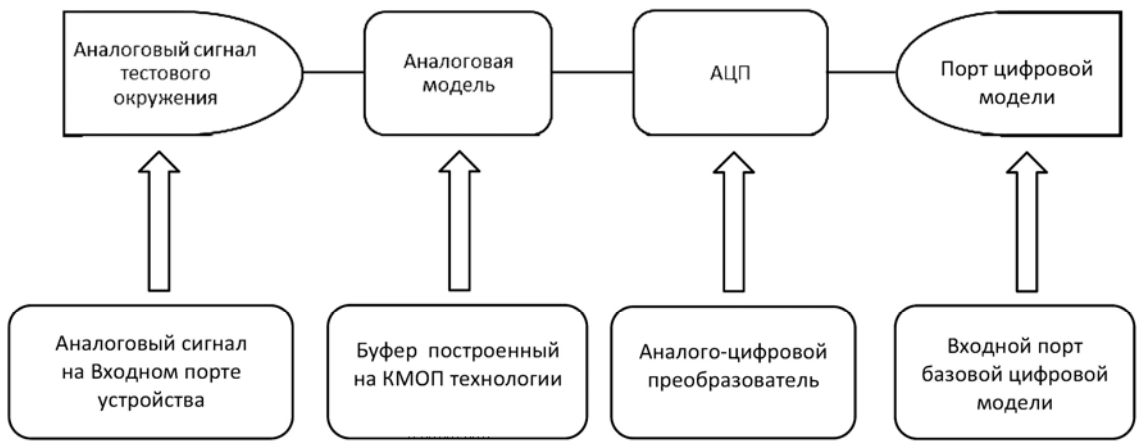 Аналоговый сигнал
тестового
окружения
Аналоговая
модель
АЦП
Порт цифровой
модели
Аналоговый сигнал
на Входном порте
устройства
Буфер построенный
на КМОП технологии
Аналого-цифровой
преобразователь
Входной порт
базовой цифровой
модели